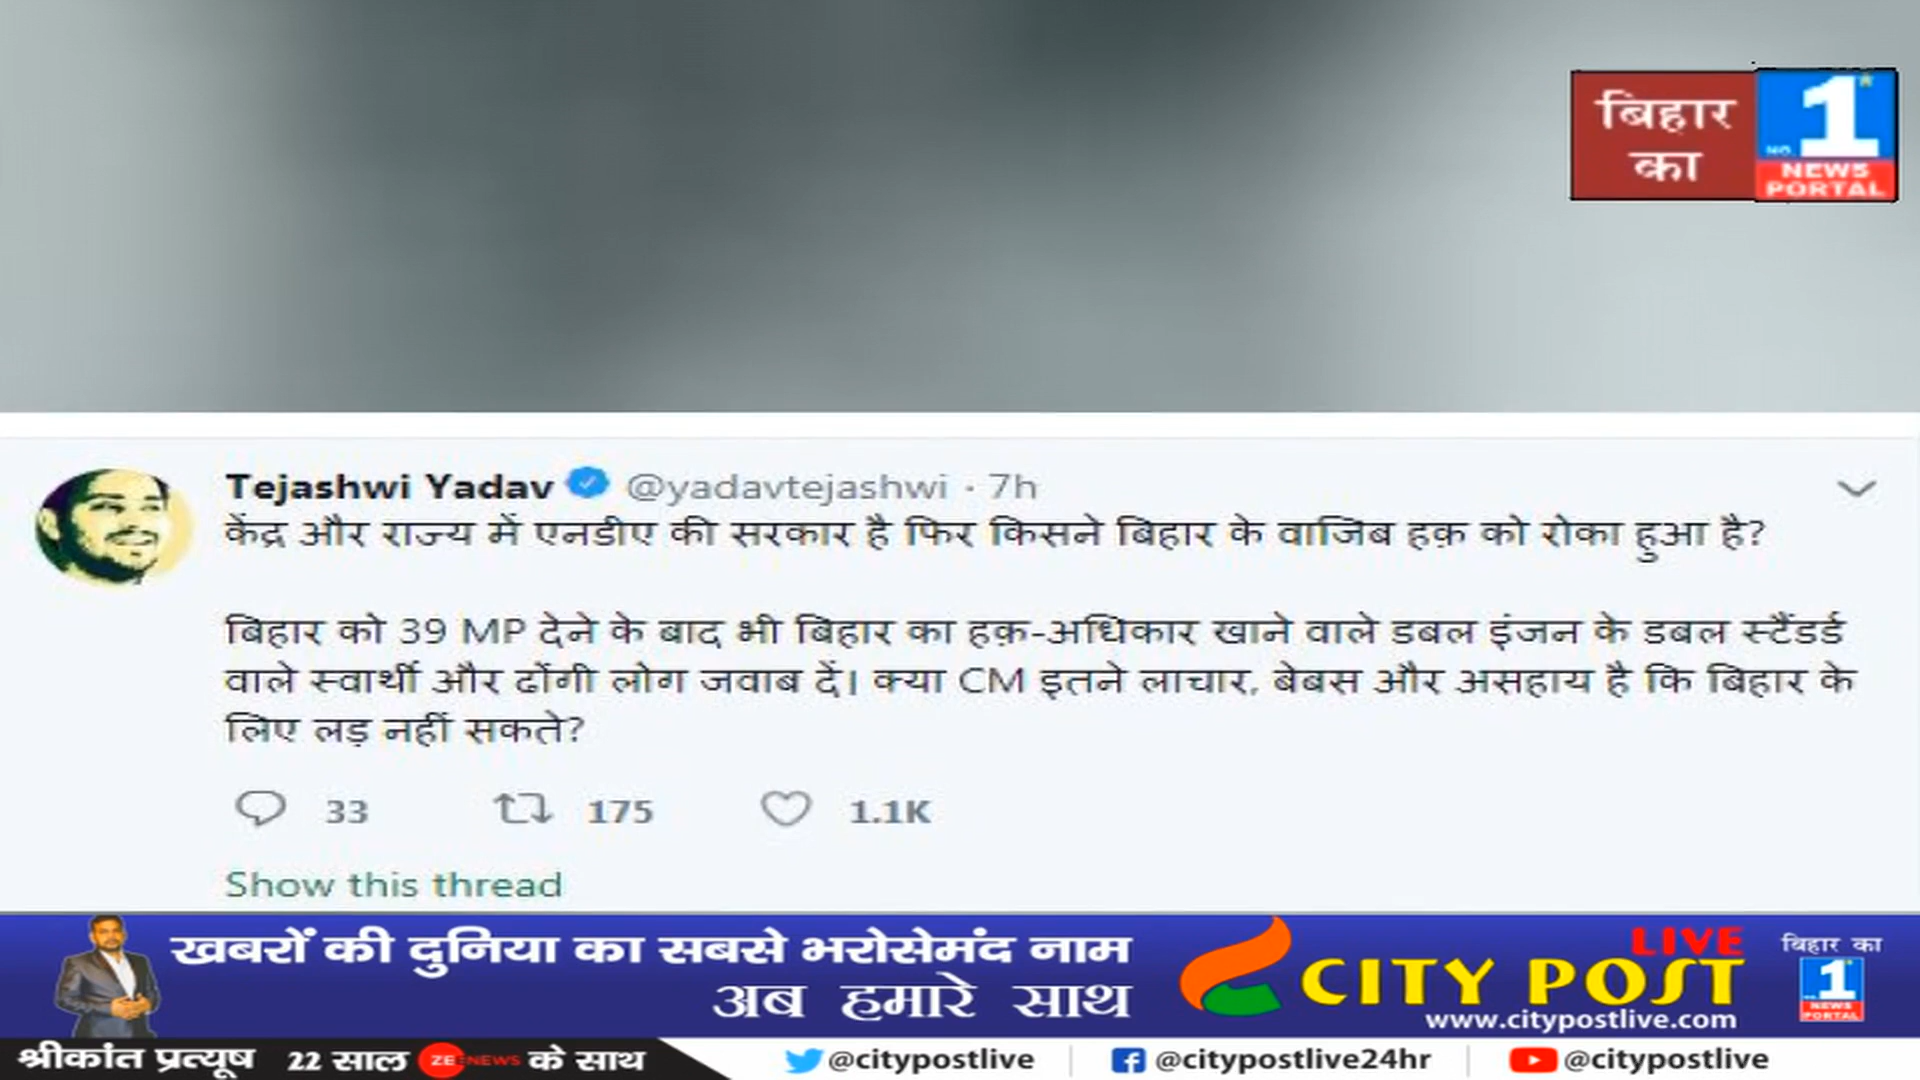 बिहार
का
NO. 1
NEWS
PORTAL
Tejashwi Yadav @yadavtejashwi · 7h
केंद्र और राज्य में एनडीए की सरकार है फिर किसने बिहार के वाजिब हक़ को रोका हुआ है?
बिहार को 39 MP देने के बाद भी बिहार का हक़-अधिकार खाने वाले डबल इंजन के डबल स्टैंडर्ड
वाले स्वार्थी और ढोंगी लोग जवाब दें। क्या CM इतने लाचार, बेबस और असहाय है कि बिहार के
लिए लड़ नहीं सकते?
33 175 1.1K
Show this thread
खबरों की दुनिया का सबसे भरोसेमंद नाम
अब हमारे साथ
LIVE
CITY POST
www.citypostlive.com
बिहार का
1
NEWS
PORTAL
श्रीकांत प्रत्यूष 22 साल ZEE NEWS के साथ
@citypostlive @citypostlive24hr @citypostlive